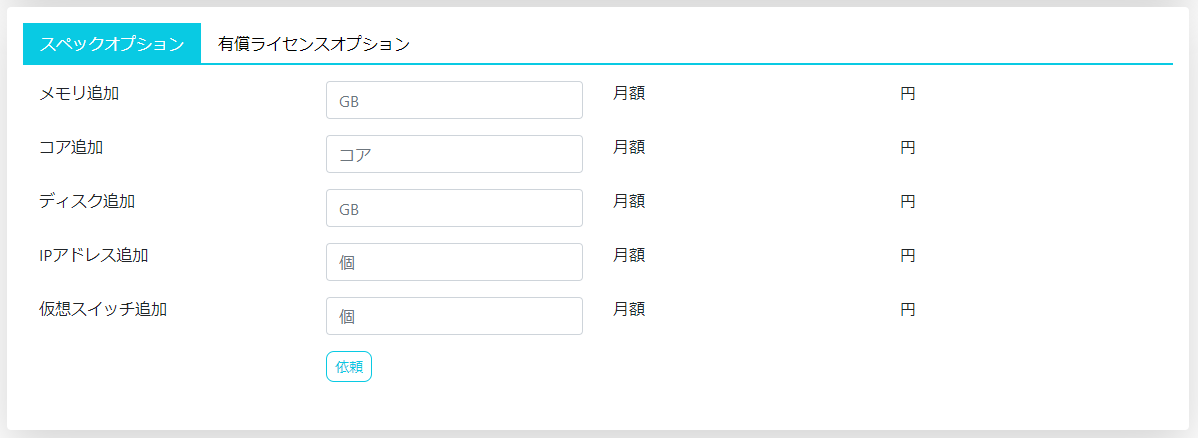 スペックオプション 有償ライセンスオプション
メモリ追加 GB 月額 円
コア追加 コア 月額 円
ディスク追加 GB 月額 円
IPアドレス追加 個 月額 円
仮想スイッチ追加 個 月額 円
依頼